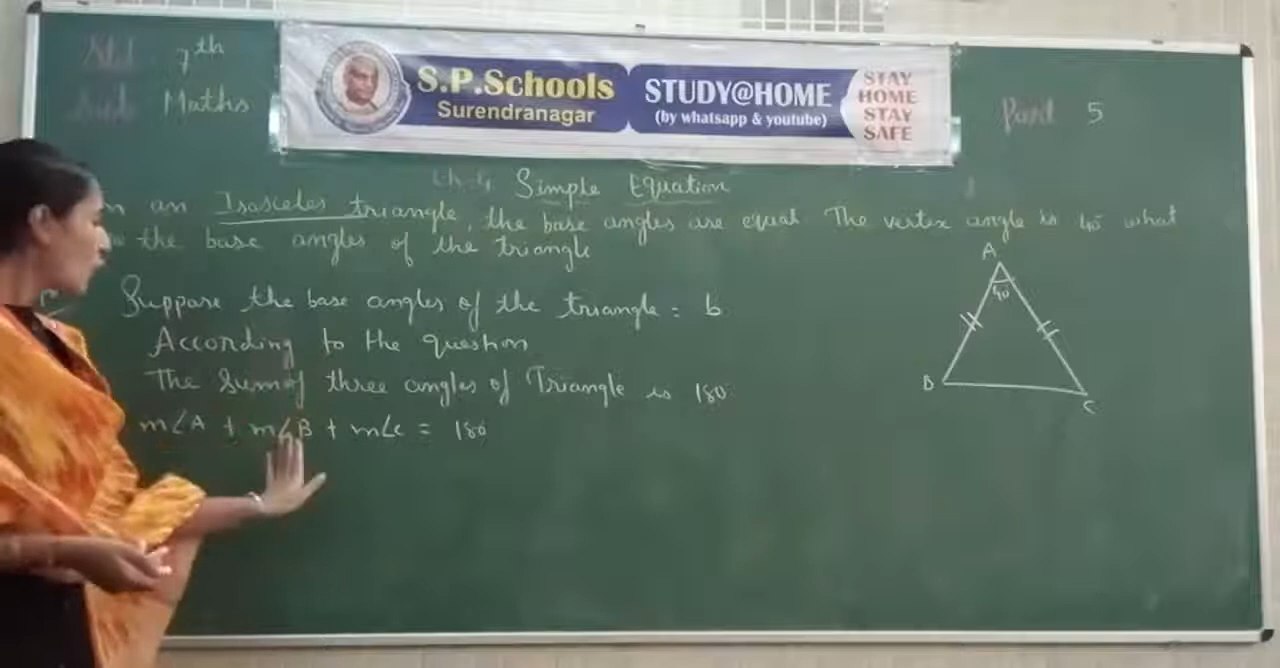 7th
Maths
S.P.Schools
Surendranagar
STUDY@HOME
(by whatsapp & youtube)
STAY
HOME
STAY
SAFE
Part 5
Simple Equation
an Isosceles triangle, the base angles are equal The vertex angle is 40° what
the base angles of the triangle
Suppose the base angles of the triangle = b
According to the question
The Sum of three angles of Triangle is 180°
m∠A + m∠B + m∠C = 180°
A
40°
B
C